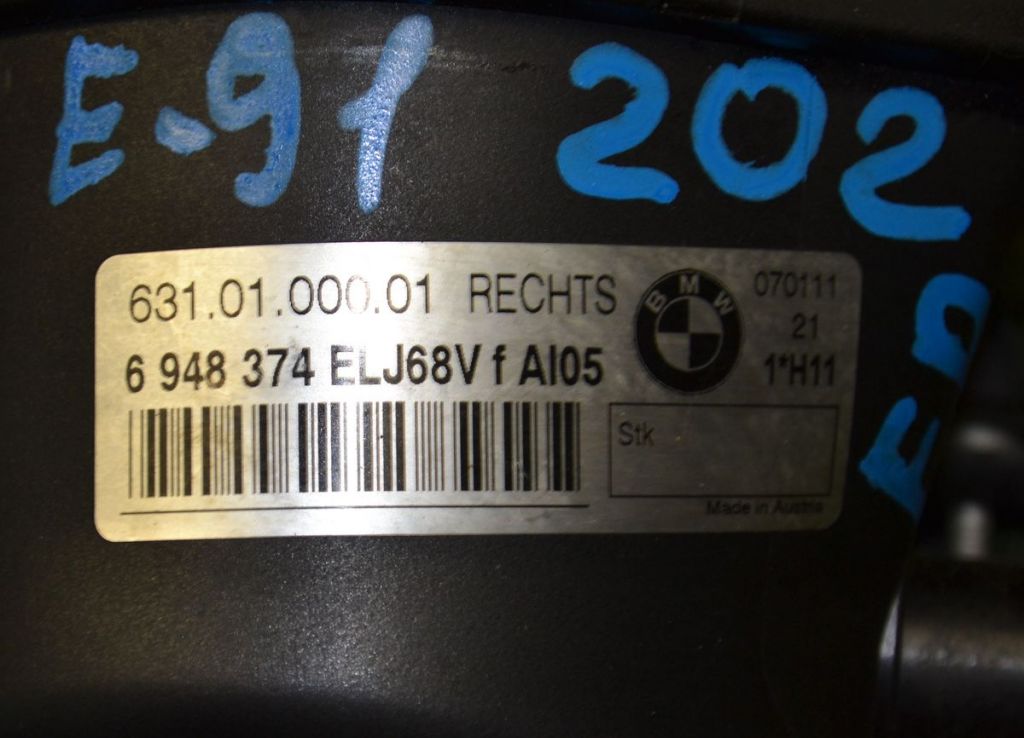 E.91 202
631.01.000.01 RECHTS
BMW
070111
21
6 948 374 ELJ68V f AI05
1*H11
Stk
Made in Austria